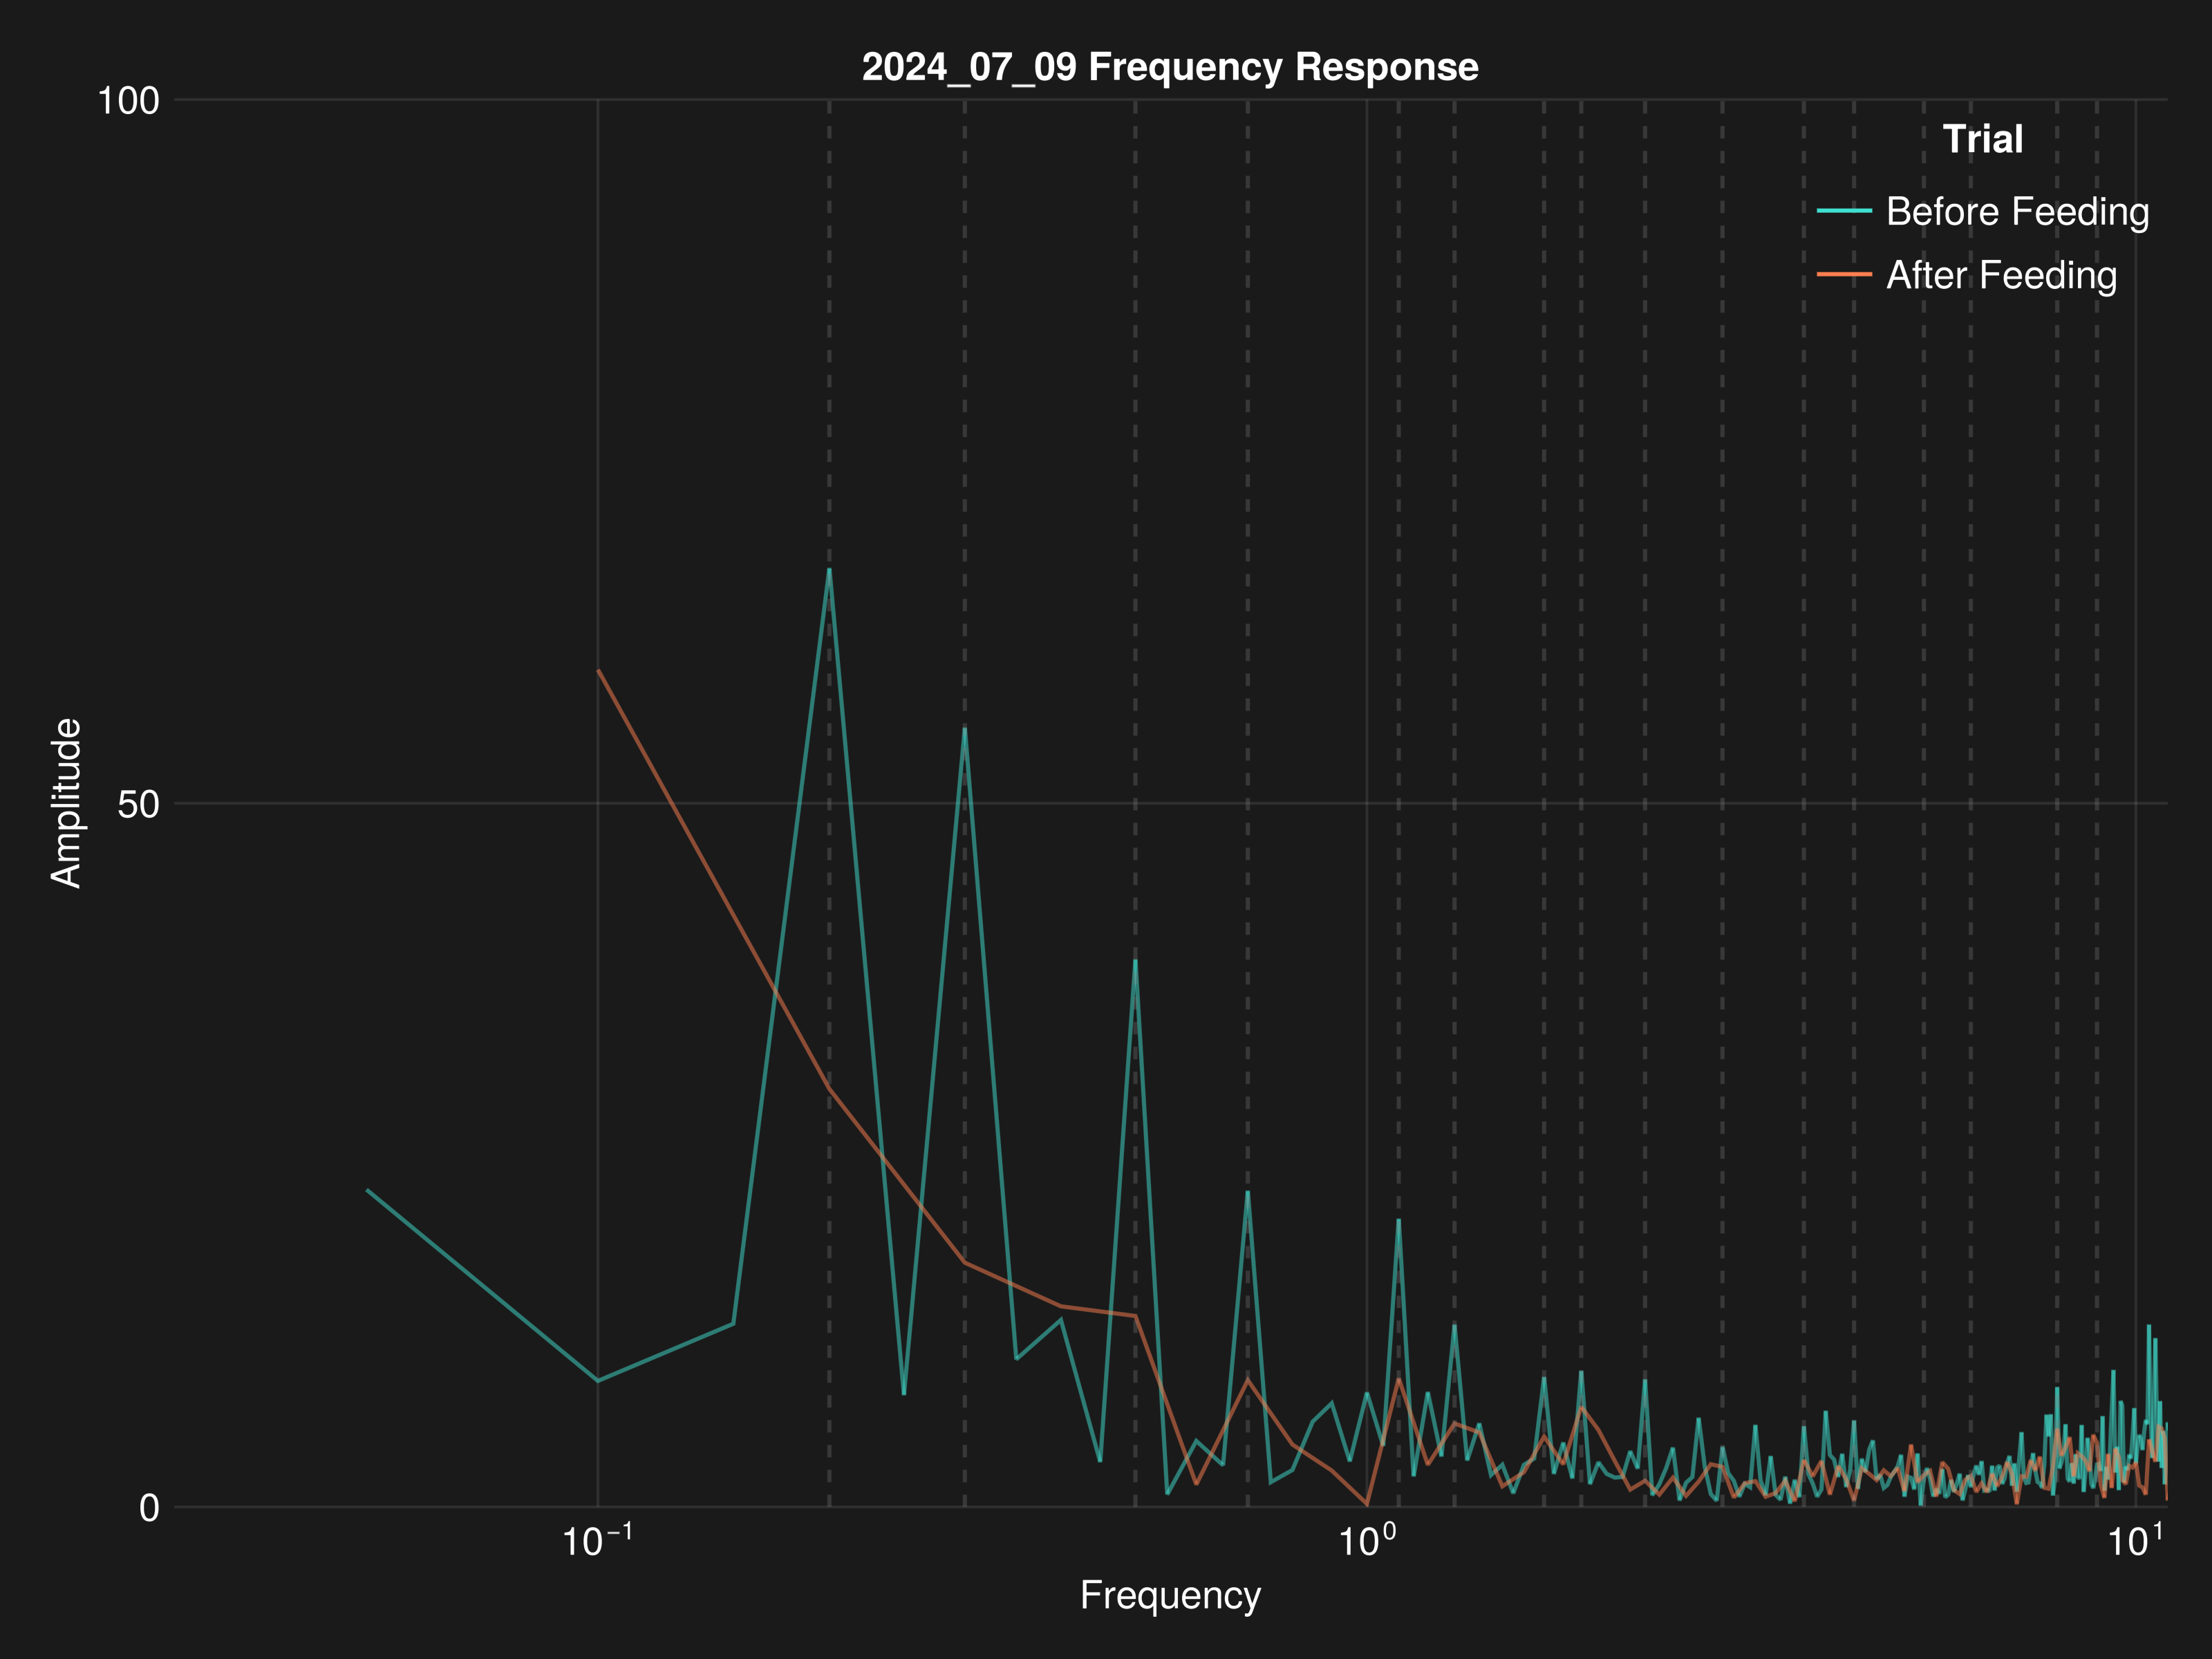 2024_07_09 Frequency Response
100
Trial
Before Feeding
After Feeding
Amplitude
50
0
10⁻¹
10⁰
10¹
Frequency